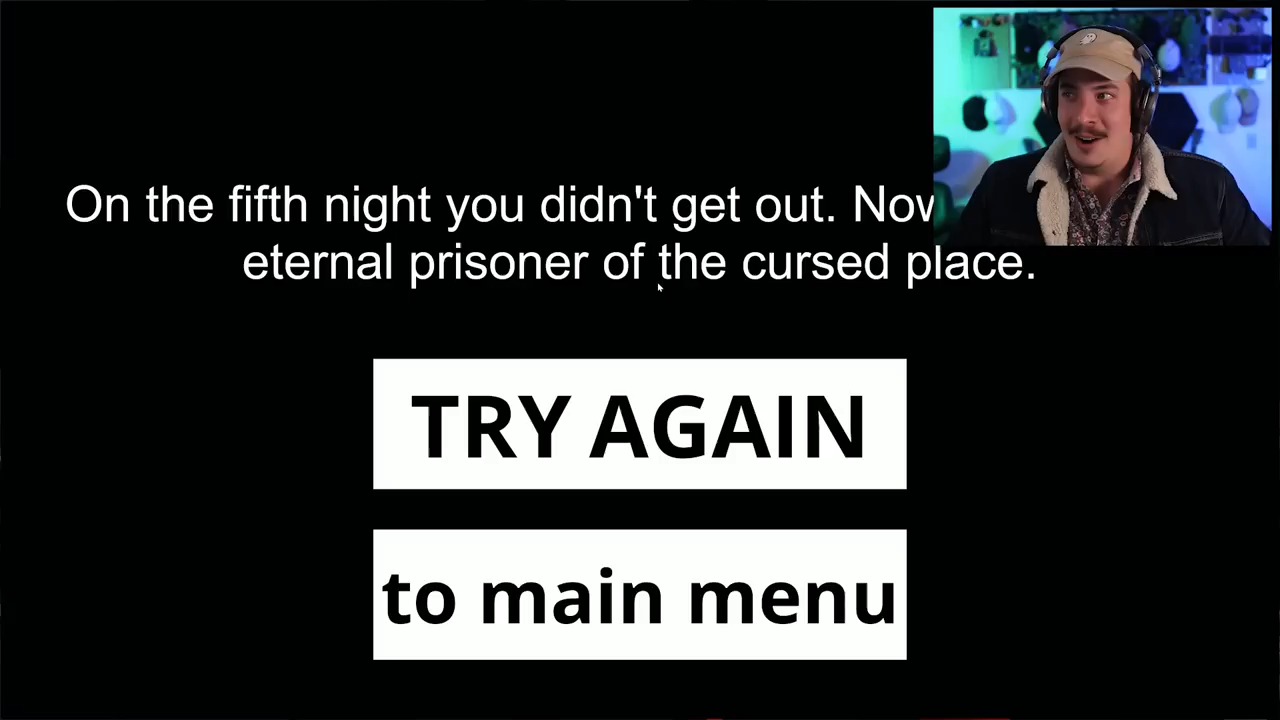 On the fifth night you didn't get out. Now
eternal prisoner of the cursed place.
TRY AGAIN
to main menu